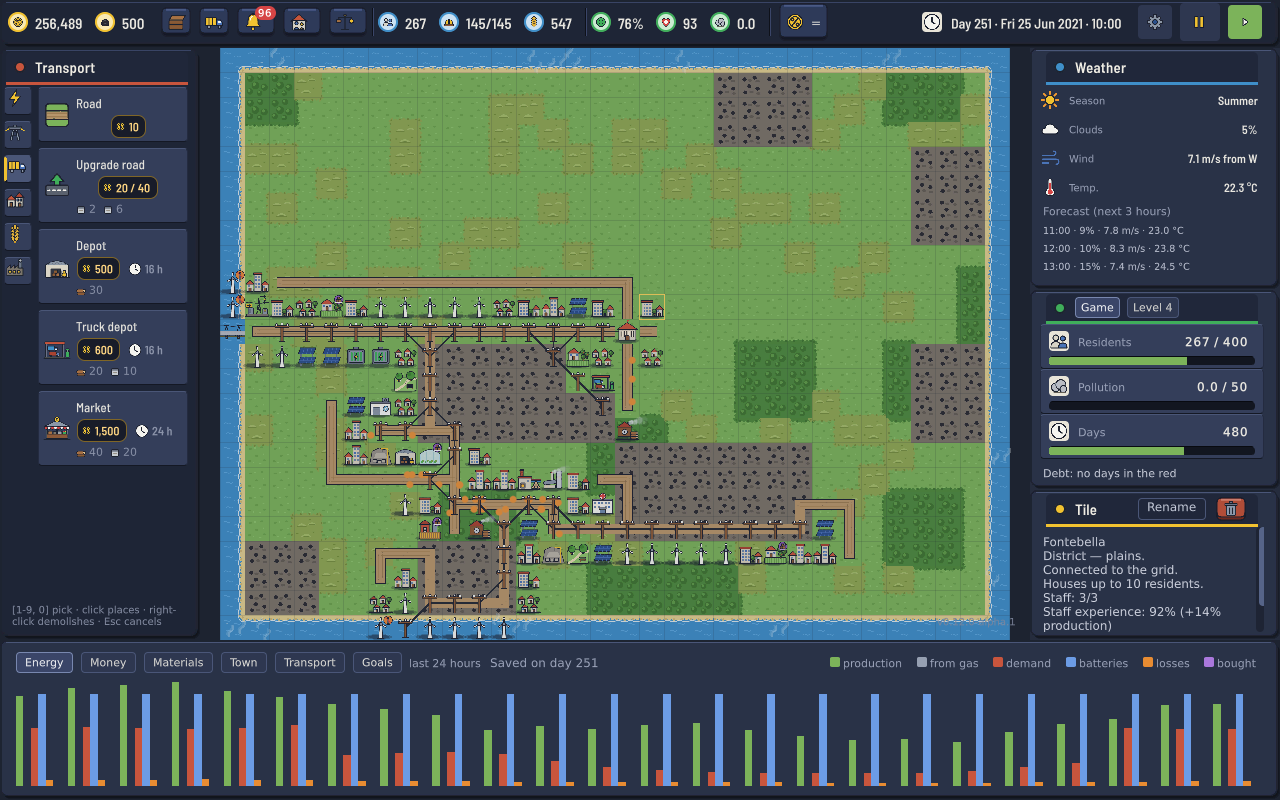 256,489
500
96
267
145/145
547
76%
93
0.0
=
Day 251 · Fri 25 Jun 2021 · 10:00
Transport
Road
10
Upgrade road
20 / 40
2 6
Depot
500 16 h
30
Truck depot
600 16 h
20 10
Market
1,500 24 h
40 20
[1-9, 0] pick · click places · right-
click demolishes · Esc cancels
Weather
Season Summer
Clouds 5%
Wind 7.1 m/s from W
Temp. 22.3 °C
Forecast (next 3 hours)
11:00 · 9% · 7.8 m/s · 23.0 °C
12:00 · 10% · 8.3 m/s · 23.8 °C
13:00 · 15% · 7.4 m/s · 24.5 °C
Game Level 4
Residents 267 / 400
Pollution 0.0 / 50
Days 480
Debt: no days in the red
Tile Rename
Fontebella
District — plains.
Connected to the grid.
Houses up to 10 residents.
Staff: 3/3
Staff experience: 92% (+14%
production)
Energy Money Materials Town Transport Goals last 24 hours Saved on day 251
production from gas demand batteries losses bought